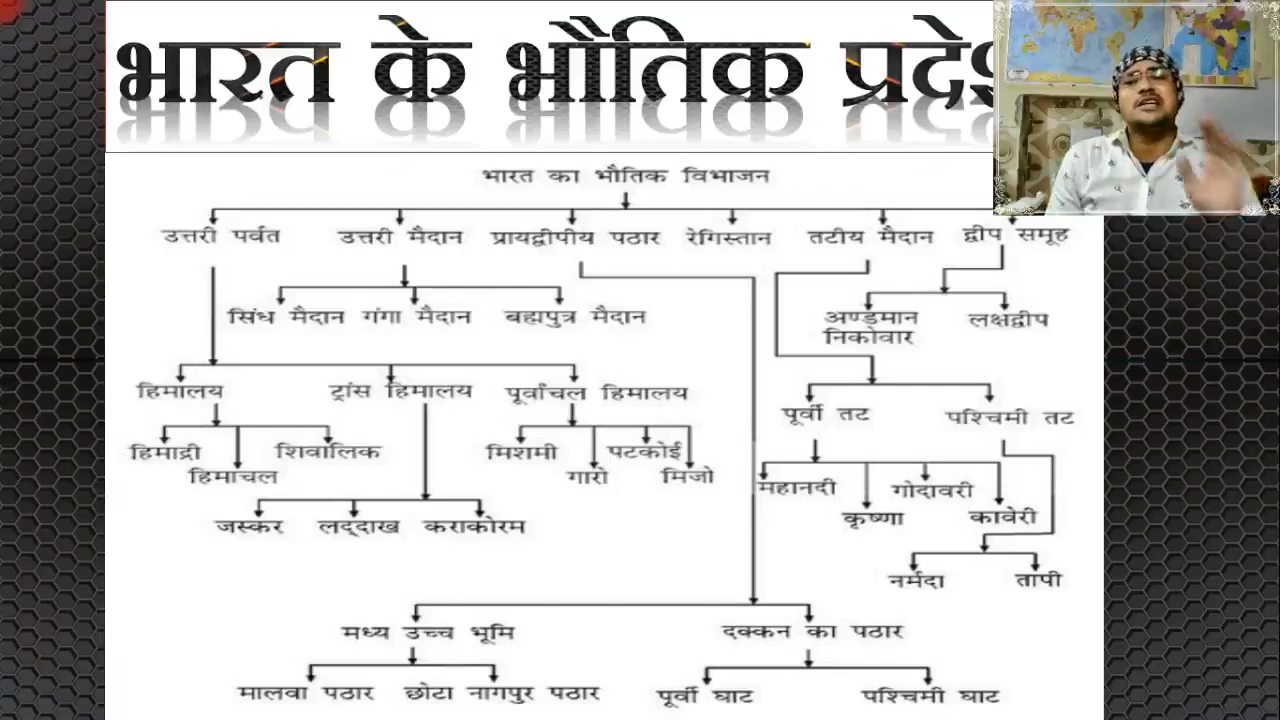 भारत के भौतिक
भारत का भौतिक विभाजन
उत्तरी पर्वत उत्तरी मैदान प्रायद्वीपीय पठार रेगिस्तान तटीय मैदान द्वीप समूह
सिंध मैदान गंगा मैदान बह्मपुत्र मैदान
अण्डमान निकोवार
लक्षद्वीप
हिमालय ट्रांस हिमालय पूर्वांचल हिमालय
पूर्वी तट पश्चिमी तट
हिमाद्री शिवालिक मिशमी पटकोई
हिमाचल गारो मिजो
महानदी गोदावरी
कृष्णा कावेरी
जस्कर लद्दाख कराकोरम
नर्मदा तापी
मध्य उच्च भूमि दक्कन का पठार
मालवा पठार छोटा नागपुर पठार पूर्वी घाट पश्चिमी घाट